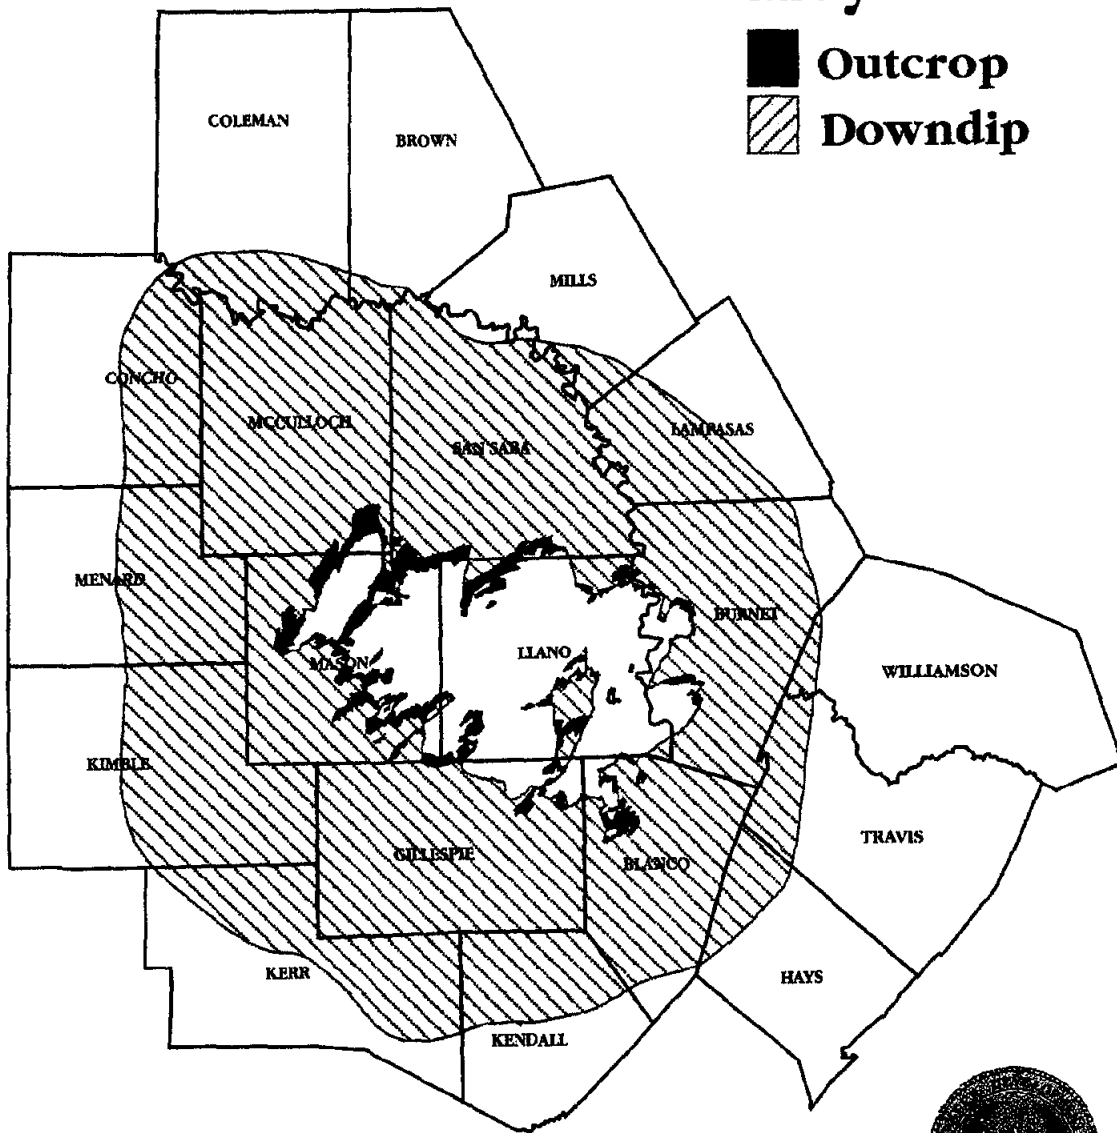 Outcrop
Downdip
COLEMAN
BROWN
MILLS
CONCHO
MCCULLOCH
SAN SABA
LAMPASAS
MENARD
MASON
LLANO
BURNET
WILLIAMSON
KIMBLE
GILLESPIE
BLANCO
TRAVIS
KERR
KENDALL
HAYS